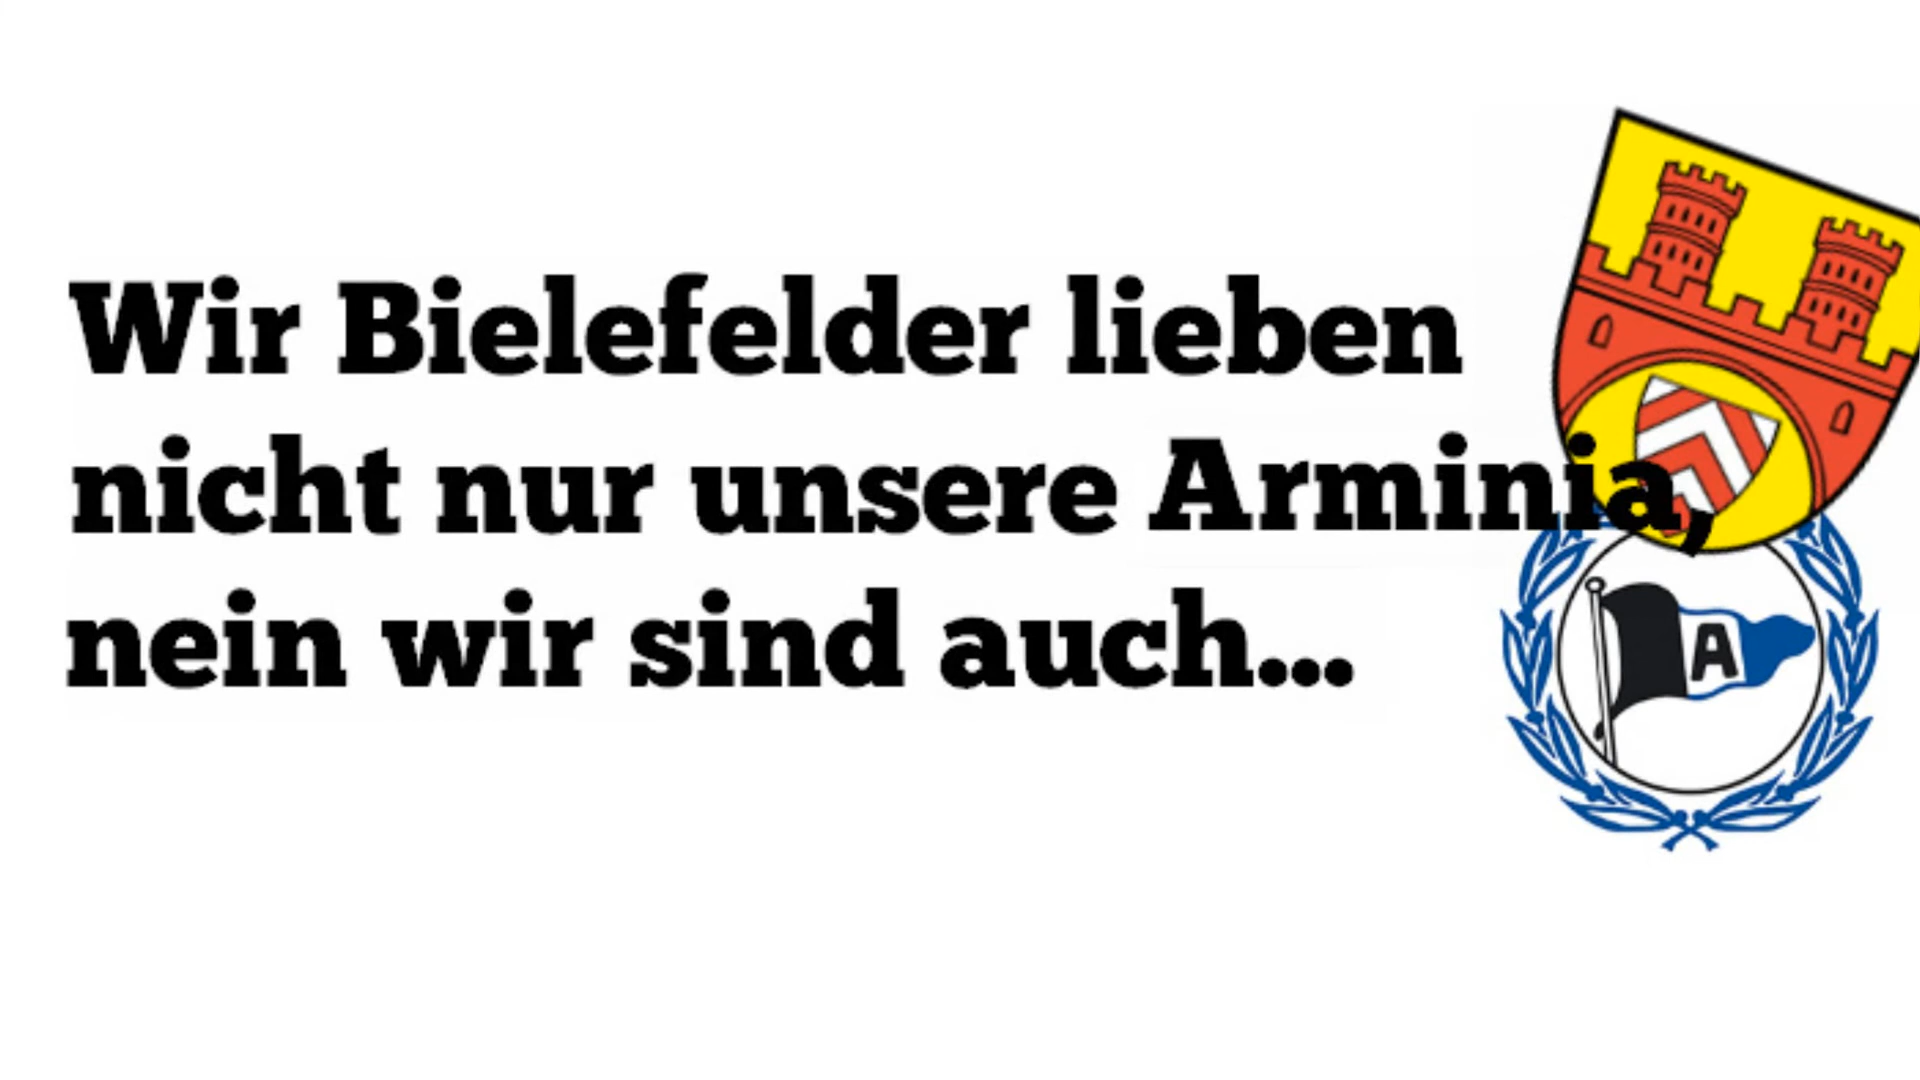 Wir Bielefelder lieben
nicht nur unsere Arminia,
nein wir sind auch...
A